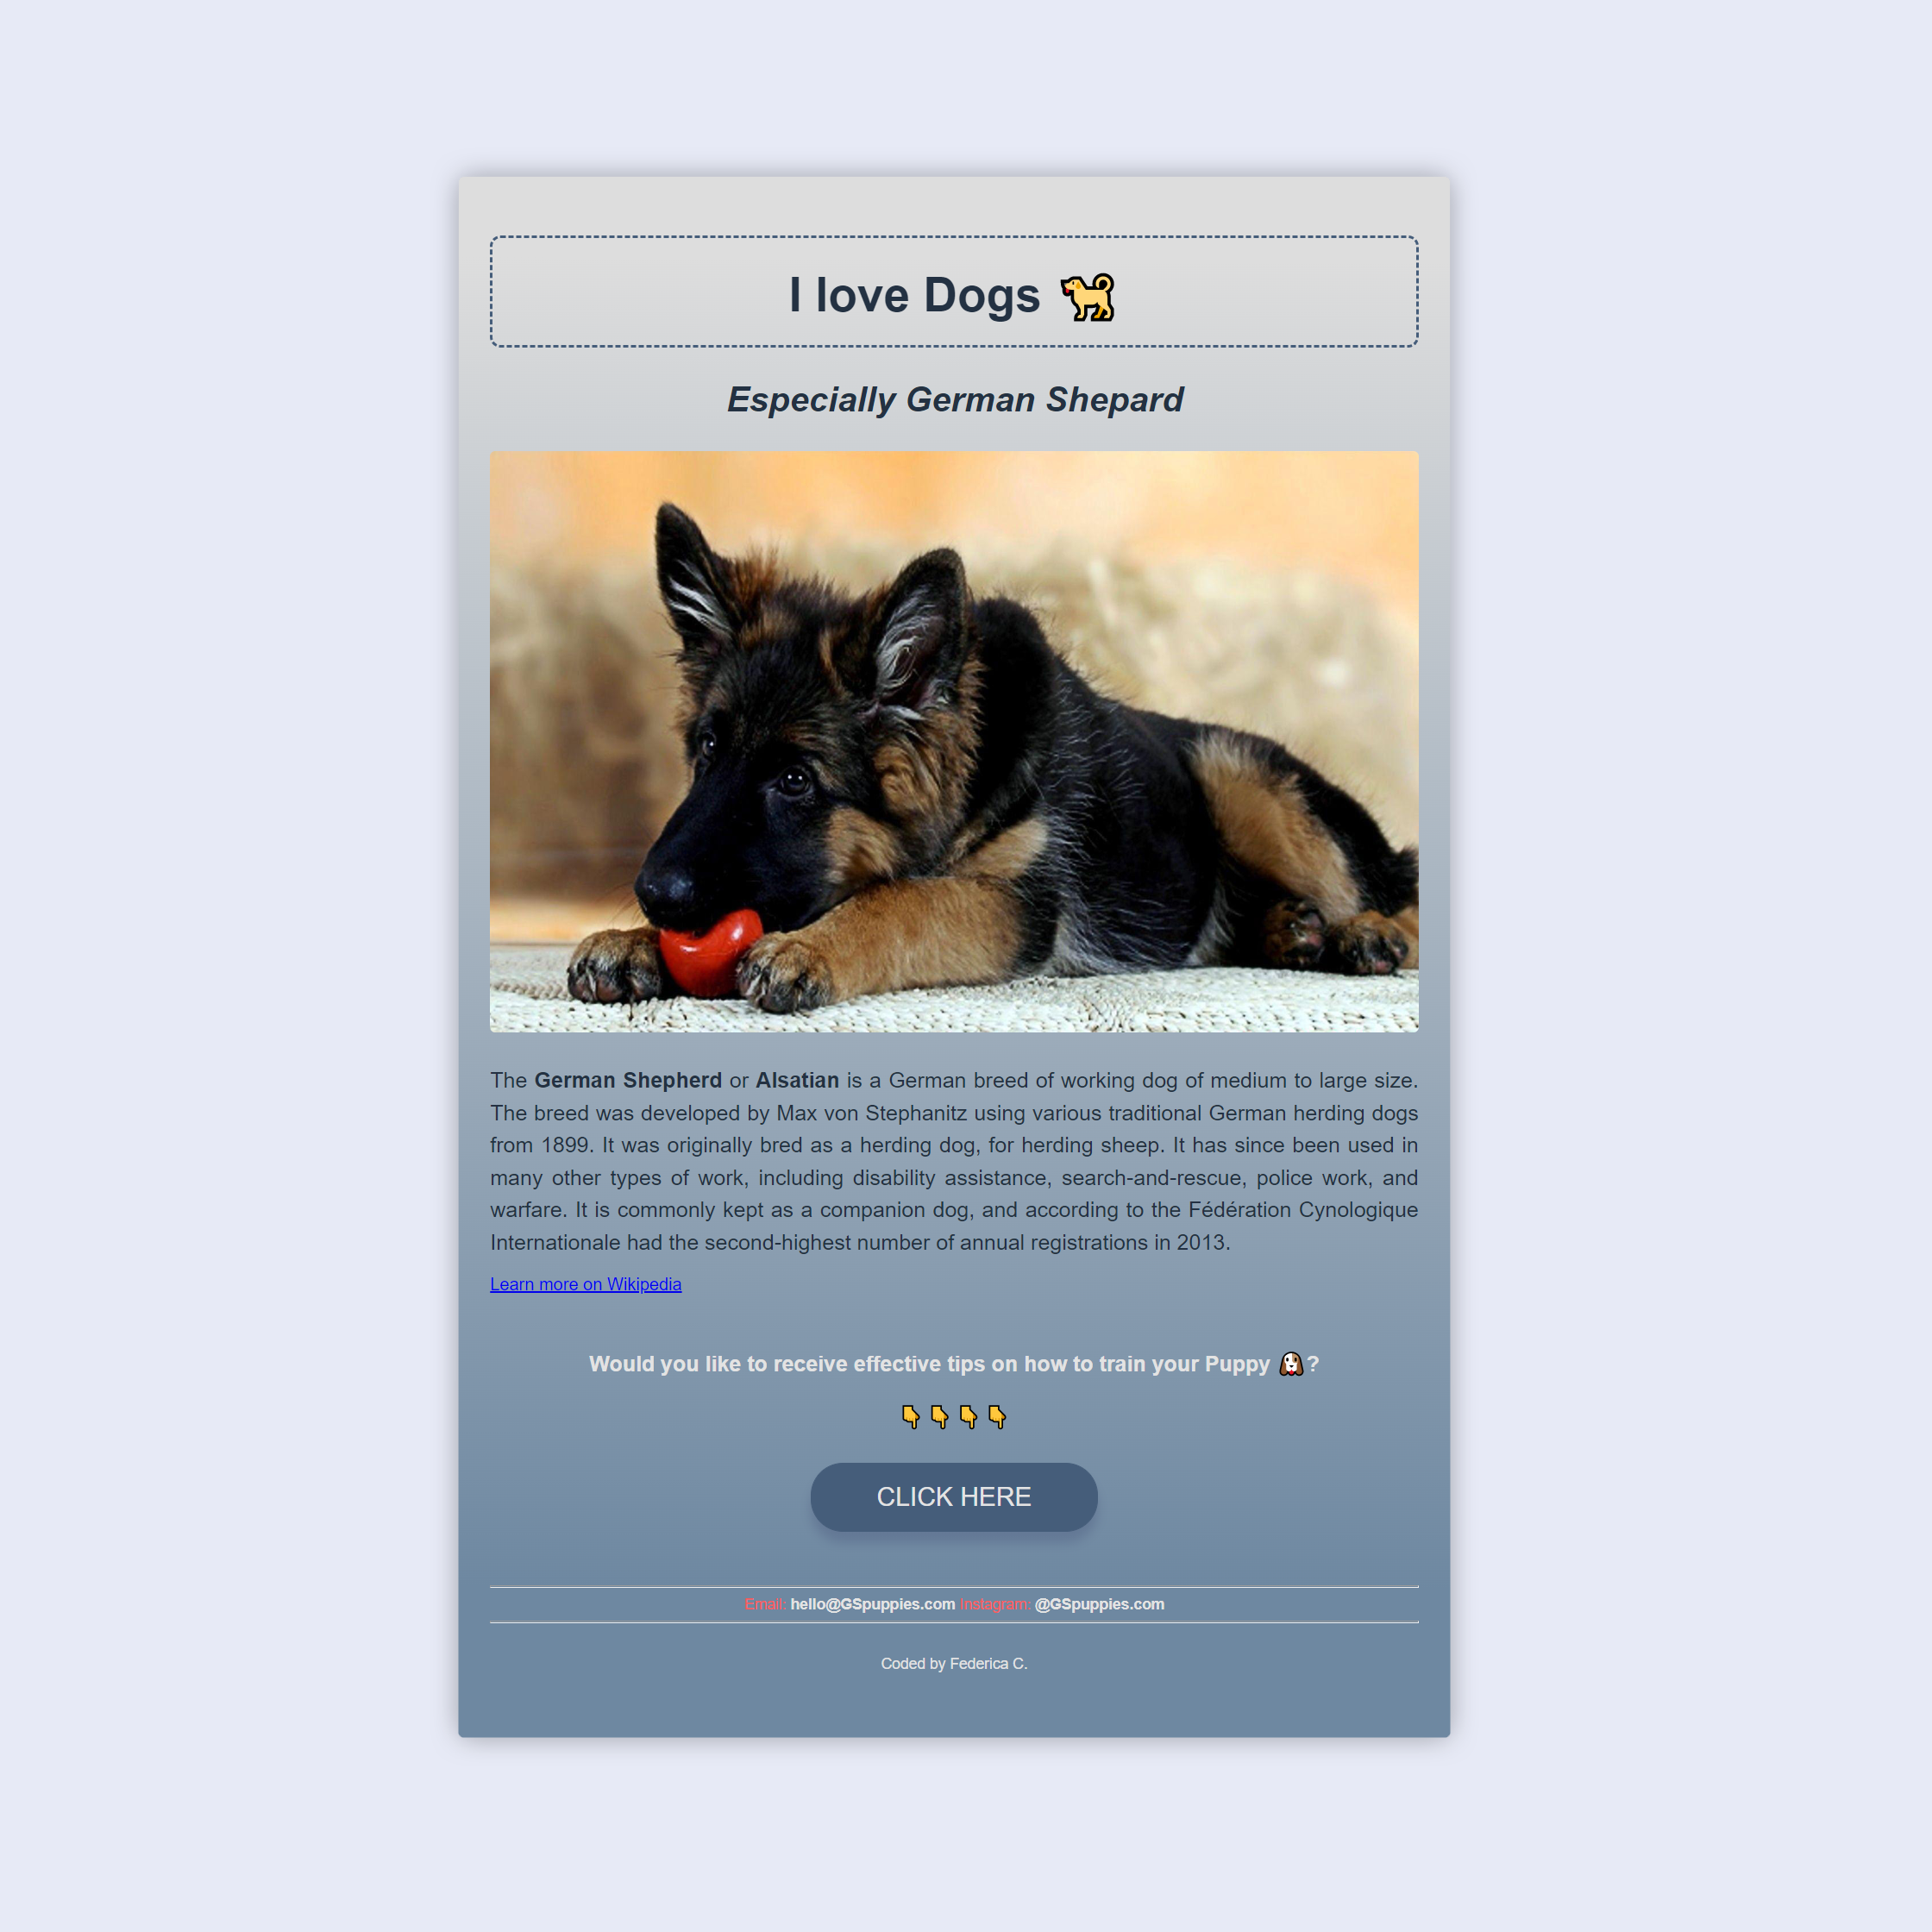 I love Dogs 🐕
Especially German Shepard
The German Shepherd or Alsatian is a German breed of working dog of medium to large size.
The breed was developed by Max von Stephanitz using various traditional German herding dogs
from 1899. It was originally bred as a herding dog, for herding sheep. It has since been used in
many other types of work, including disability assistance, search-and-rescue, police work, and
warfare. It is commonly kept as a companion dog, and according to the Fédération Cynologique
Internationale had the second-highest number of annual registrations in 2013.
Learn more on Wikipedia
Would you like to receive effective tips on how to train your Puppy 🐶?
👇👇👇👇
CLICK HERE
Email: hello@GSpuppies.com Instagram: @GSpuppies.com
Coded by Federica C.